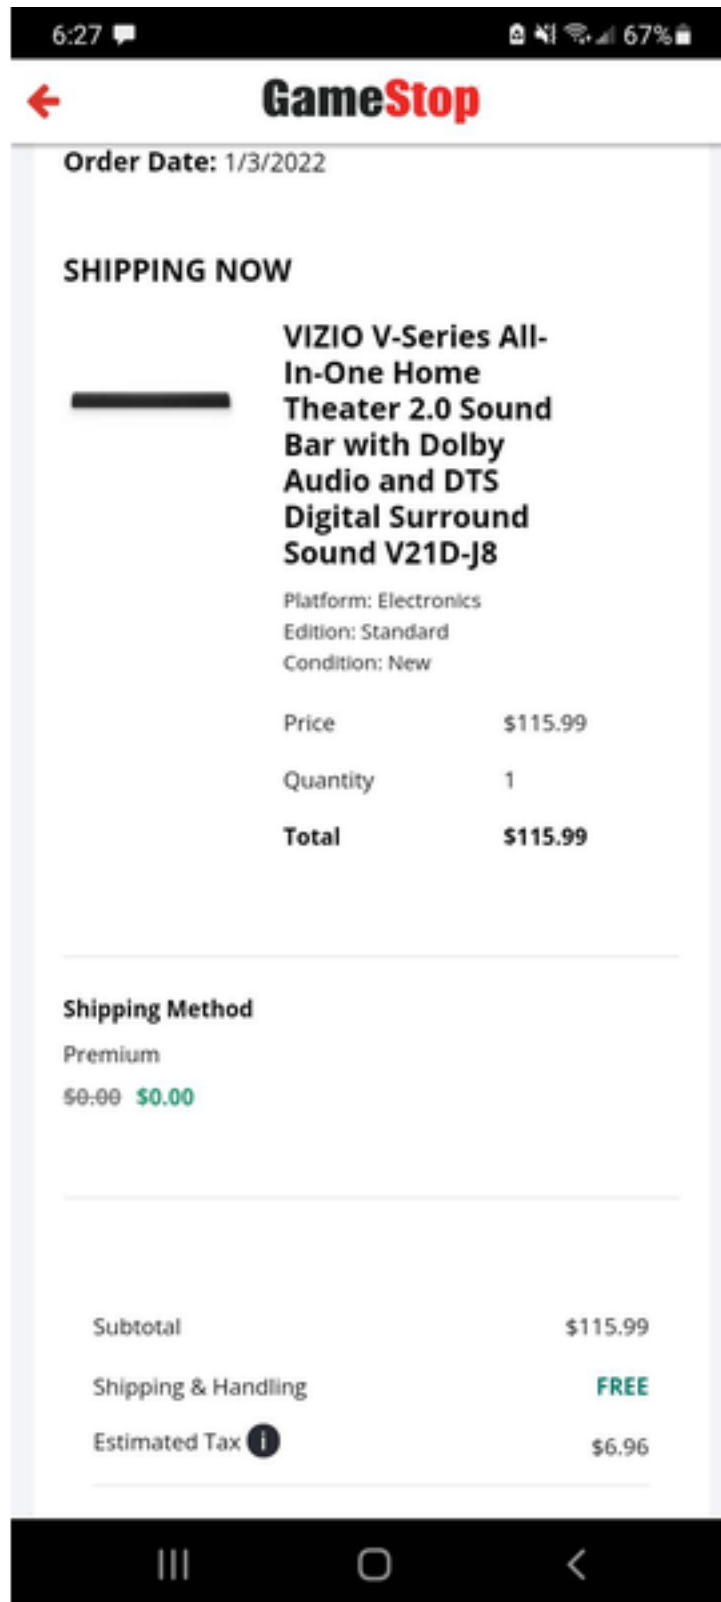 6:27
67%
GameStop
Order Date: 1/3/2022
SHIPPING NOW
VIZIO V-Series All-
In-One Home
Theater 2.0 Sound
Bar with Dolby
Audio and DTS
Digital Surround
Sound V21D-J8
Platform: Electronics
Edition: Standard
Condition: New
Price $115.99
Quantity 1
Total $115.99
Shipping Method
Premium
$0.00 $0.00
Subtotal $115.99
Shipping & Handling FREE
Estimated Tax i $6.96